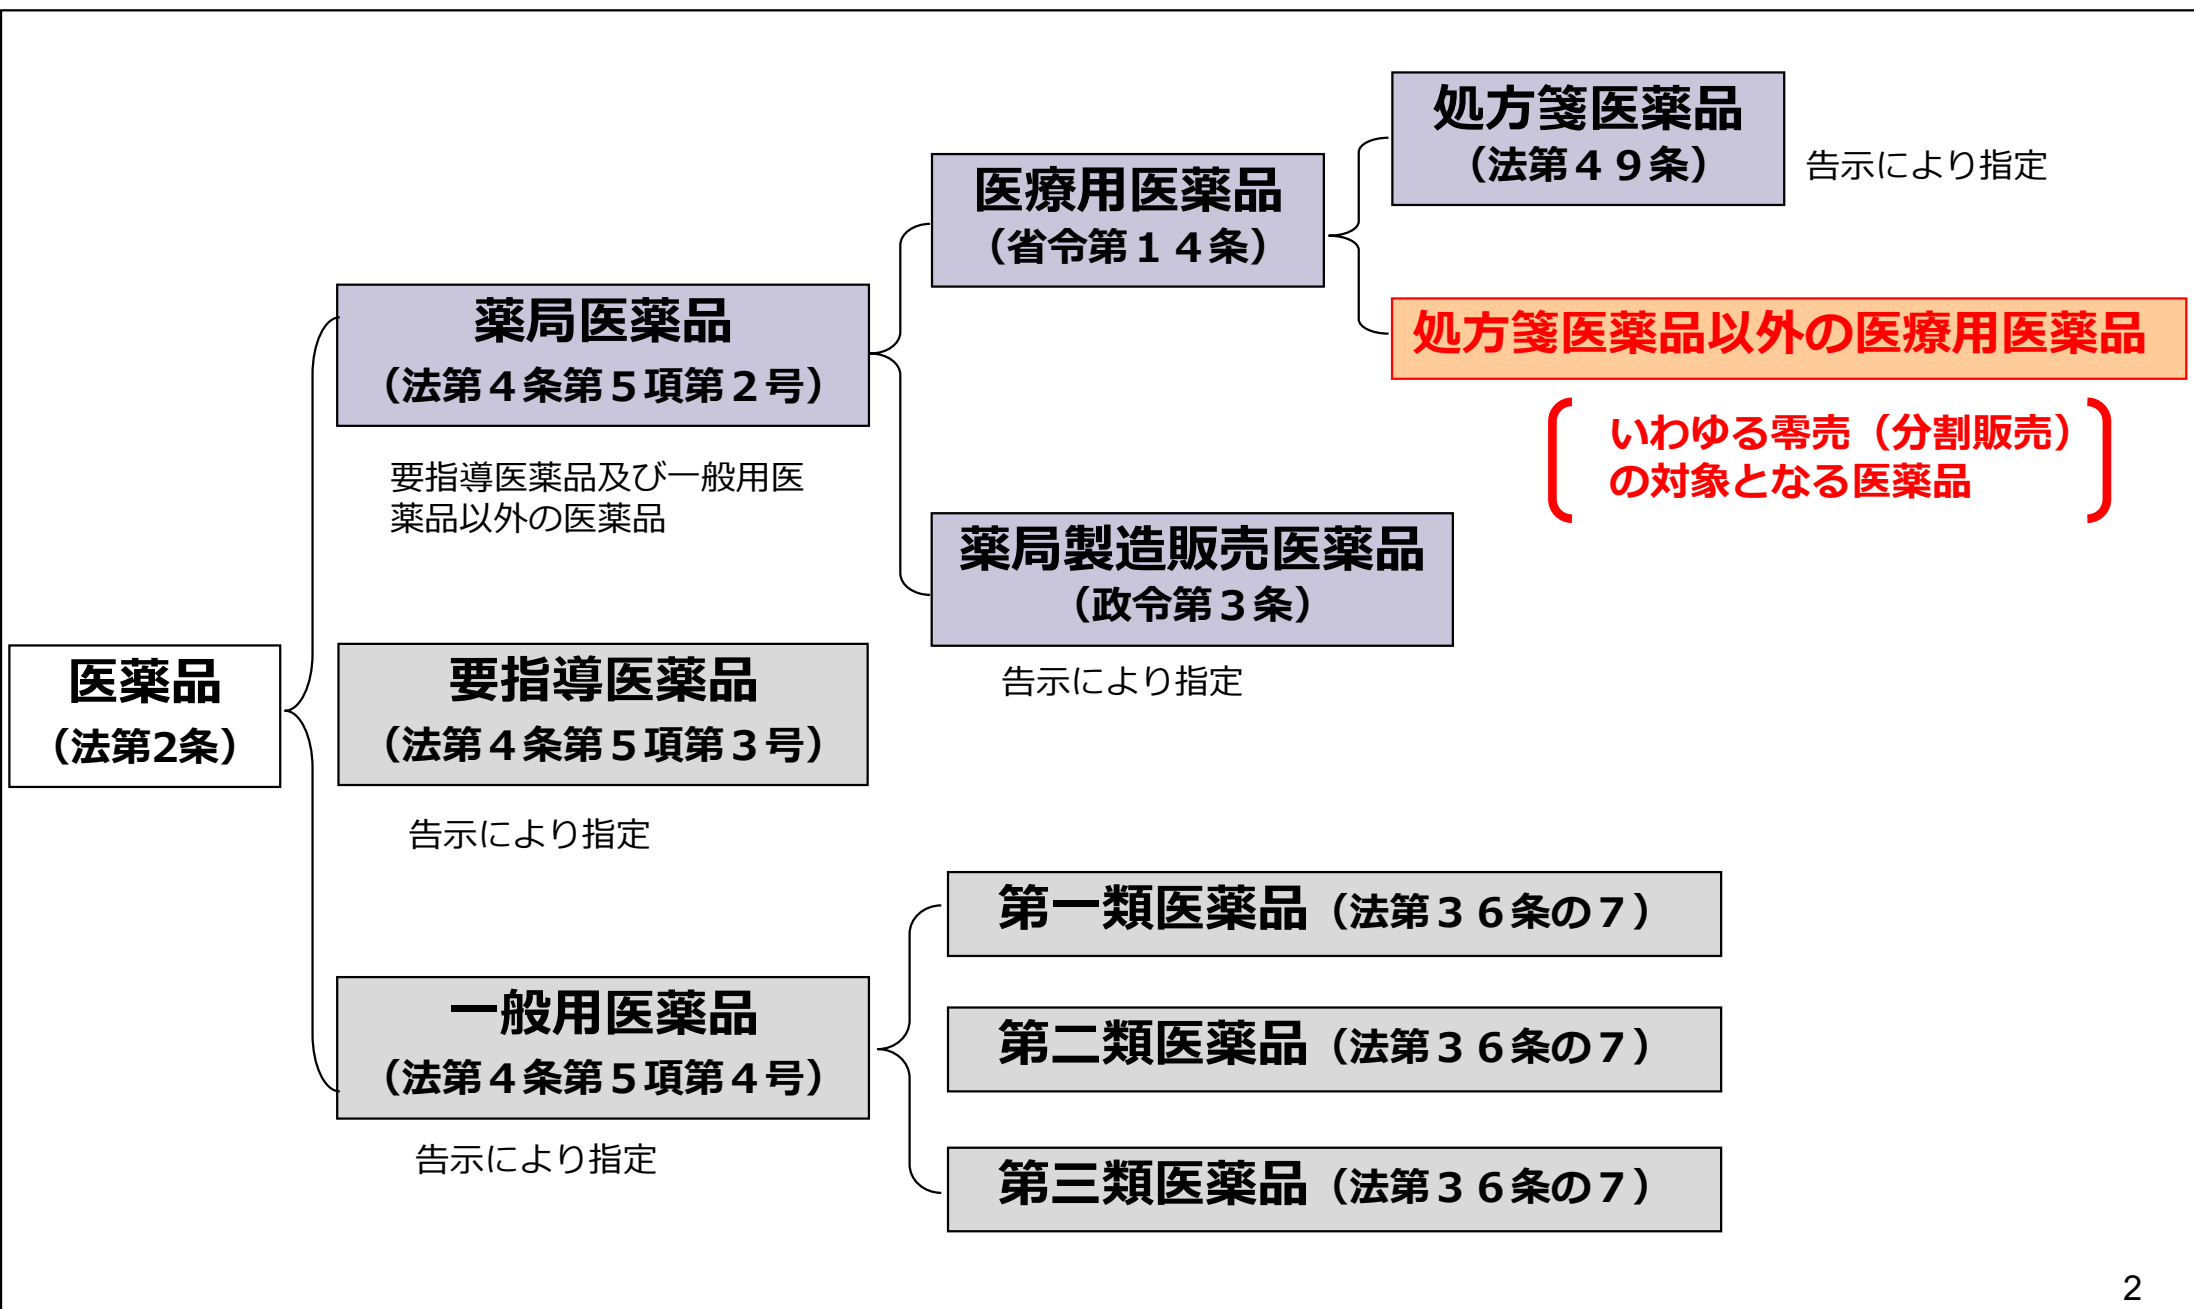 処方箋医薬品
（法第４９条）
告示により指定
医療用医薬品
（省令第１４条）
処方箋医薬品以外の医療用医薬品
いわゆる零売（分割販売）
の対象となる医薬品
薬局医薬品
（法第４条第５項第２号）
要指導医薬品及び一般用医
薬品以外の医薬品
薬局製造販売医薬品
（政令第３条）
告示により指定
医薬品
（法第2条）
要指導医薬品
（法第４条第５項第３号）
告示により指定
第一類医薬品（法第３６条の７）
一般用医薬品
（法第４条第５項第４号）
告示により指定
第二類医薬品（法第３６条の７）
第三類医薬品（法第３６条の７）
2